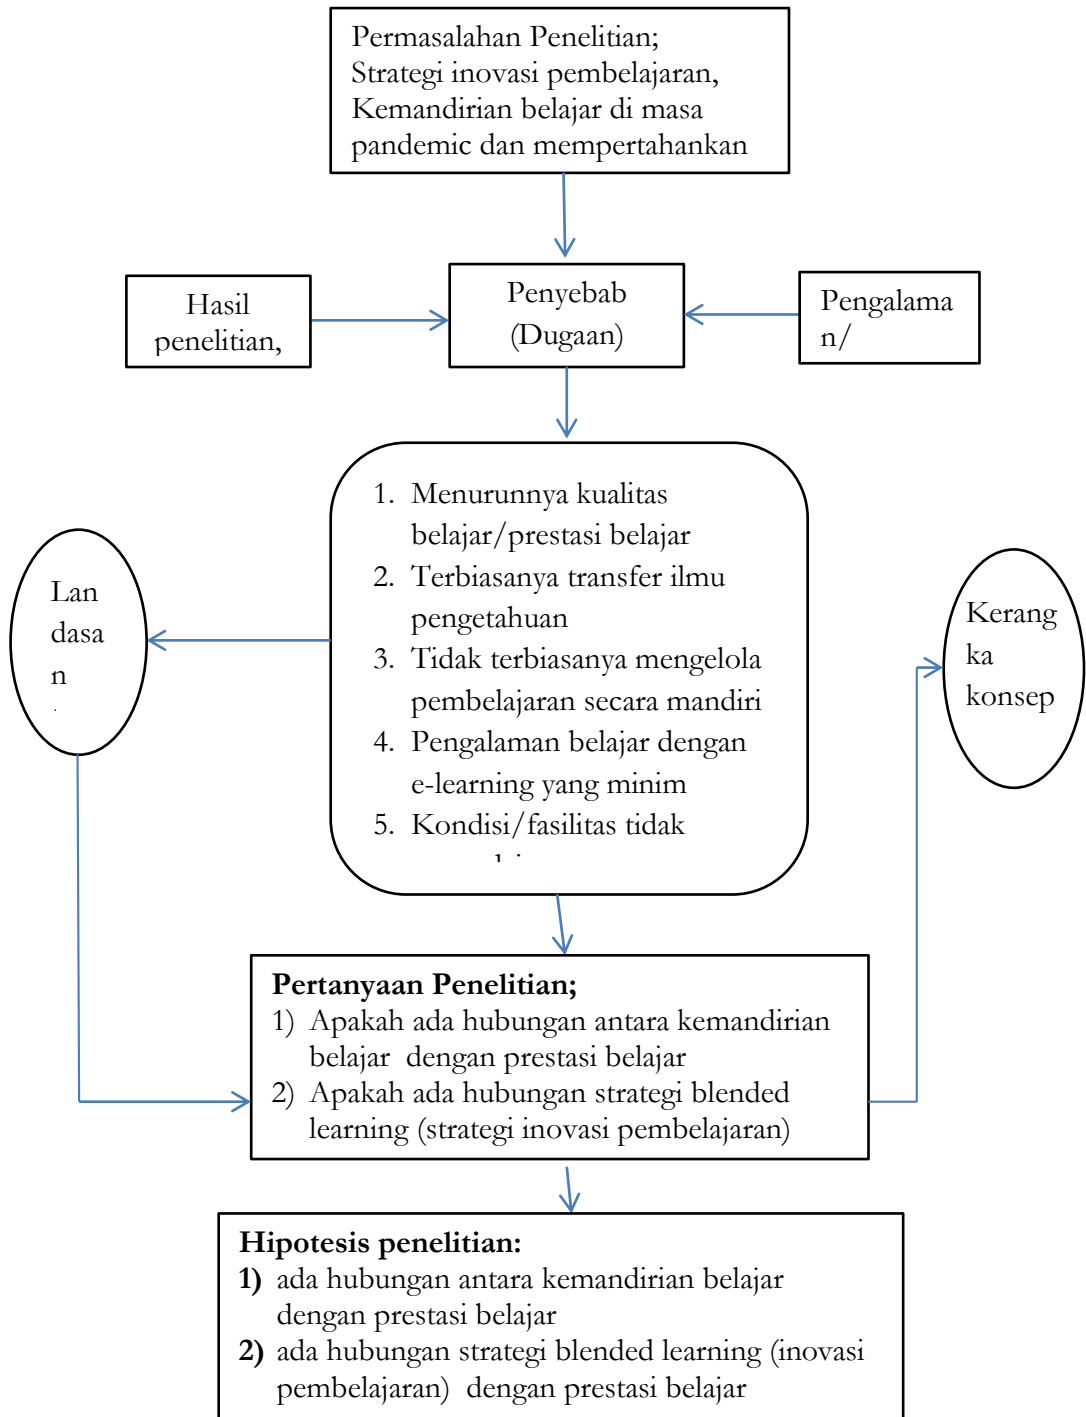 Permasalahan Penelitian;
Strategi inovasi pembelajaran,
Kemandirian belajar di masa
pandemic dan mempertahankan
Hasil
penelitian,
Penyebab
(Dugaan)
Pengalama
n/
1. Menurunnya kualitas
belajar/prestasi belajar
2. Terbiasanya transfer ilmu
pengetahuan
3. Tidak terbiasanya mengelola
pembelajaran secara mandiri
4. Pengalaman belajar dengan
e-learning yang minim
5. Kondisi/fasilitas tidak
Lan
dasa
n
Kerang
ka
konsep
Pertanyaan Penelitian;
1) Apakah ada hubungan antara kemandirian
belajar dengan prestasi belajar
2) Apakah ada hubungan strategi blended
learning (strategi inovasi pembelajaran)
Hipotesis penelitian:
1) ada hubungan antara kemandirian belajar
dengan prestasi belajar
2) ada hubungan strategi blended learning (inovasi
pembelajaran) dengan prestasi belajar